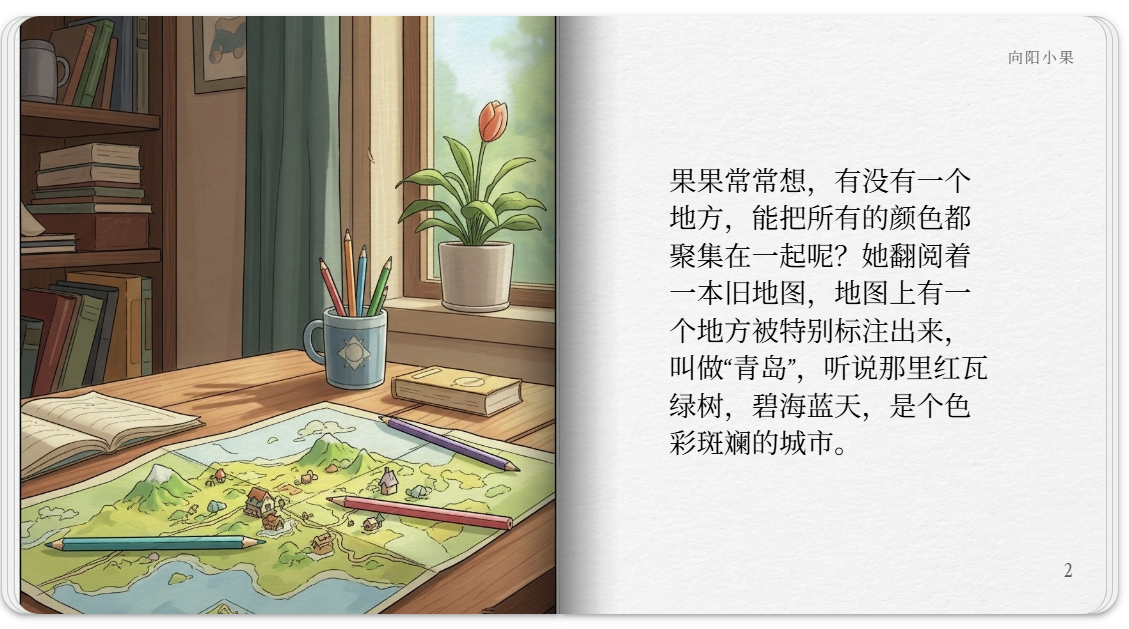 向阳小果
果果常常想，有没有一个
地方，能把所有的颜色都
聚集在一起呢？她翻阅着
一本旧地图，地图上有一
个地方被特别标注出来，
叫做“青岛”，听说那里红瓦
绿树，碧海蓝天，是个色
彩斑斓的城市。
2